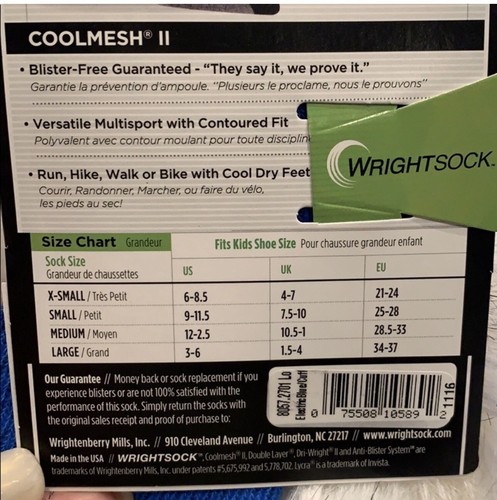 COOLMESH® II
• Blister-Free Guaranteed - “They say it, we prove it.”
Garantie la prévention d'ampoule. "Plusieurs le proclame, nous le prouvons"
• Versatile Multisport with Contoured Fit
Polyvalent avec contour moulant pour toute disciplin
WRIGHTSOCK.
• Run, Hike, Walk or Bike with Cool Dry Feet
Courir, Randonner, Marcher, ou faire du vélo,
les pieds au sec!
Size Chart Grandeur Fits Kids Shoe Size Pour chaussure grandeur enfant
Sock Size
Grandeur de chaussettes US UK EU
X-SMALL / Très Petit 6-8.5 4-7 21-24
SMALL / Petit 9-11.5 7.5-10 25-28
MEDIUM / Moyen 12-2.5 10.5-1 28.5-33
LARGE / Grand 3-6 1.5-4 34-37
Our Guarantee // Money back or sock replacement if you
experience blisters or are not 100% satisfied with the
performance of this sock. Simply return the socks with
the original sales receipt and proof of purchase to:
8057.2701 Lo
Electric Blue/Cuff
0 75508 10589 2
1116
Wrightenberry Mills, Inc. // 910 Cleveland Avenue // Burlington, NC 27217 // www.wrightsock.com
Made in the USA // WRIGHTSOCK™, Coolmesh® II, Double Layer®, Dri-Wright® II and Anti-Blister System™ are
trademarks of Wrightenberry Mills, Inc. under patents #5,675,992 and 5,778,702. Lycra® is a trademark of Invista.